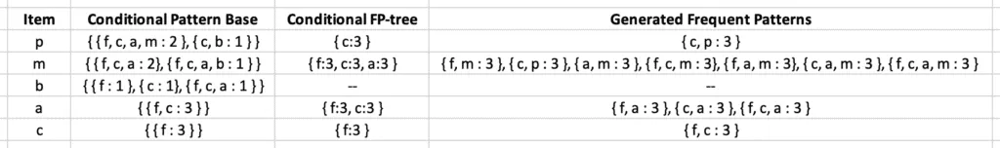 Item Conditional Pattern Base Conditional FP-tree Generated Frequent Patterns
p {{f, c, a, m : 2 }, { c, b : 1 }} { c:3 } { c, p : 3 }
m {{f, c, a : 2}, {f, c, a, b : 1 }} { f:3, c:3, a:3 } { f, m : 3 }, { c, p : 3 }, { a, m : 3 }, { f, c, m : 3}, { f, a, m : 3}, { c, a, m : 3 }, { f, c, a, m : 3 }
b {{ f : 1 }, { c : 1}, { f, c, a : 1 }} -- --
a {{ f, c : 3 }} { f:3, c:3 } { f, a : 3 }, { c, a : 3 }, { f, c, a : 3 }
c {{ f : 3 }} { f:3 } { f, c : 3 }